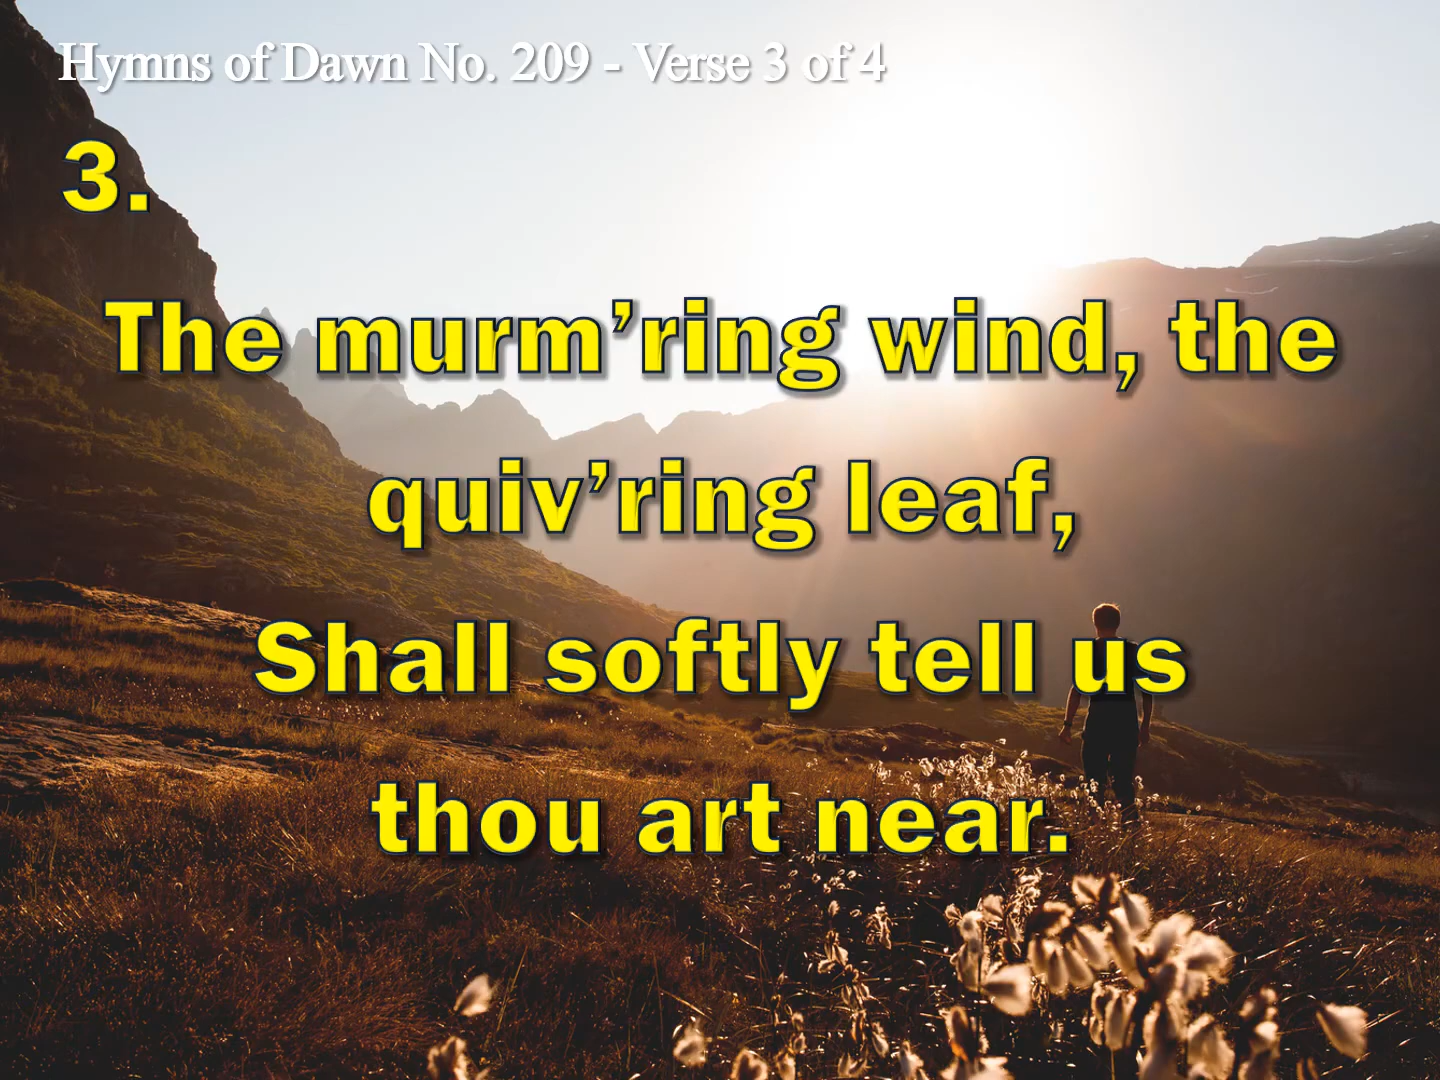 Hymns of Dawn No. 209 - Verse 3 of 4
3.
The murm’ring wind, the
quiv’ring leaf,
Shall softly tell us
thou art near.